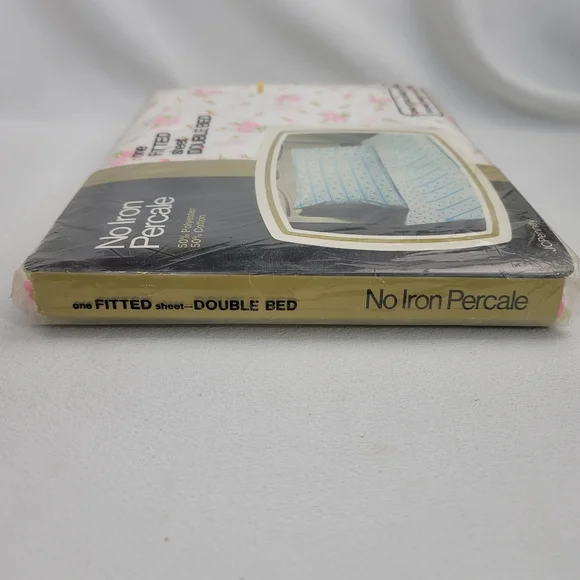 one
FITTED
sheet
DOUBLE BED
No Iron
Percale
50% Polyester
50% Cotton
JCPenney
one FITTED sheet—DOUBLE BED
No Iron Percale